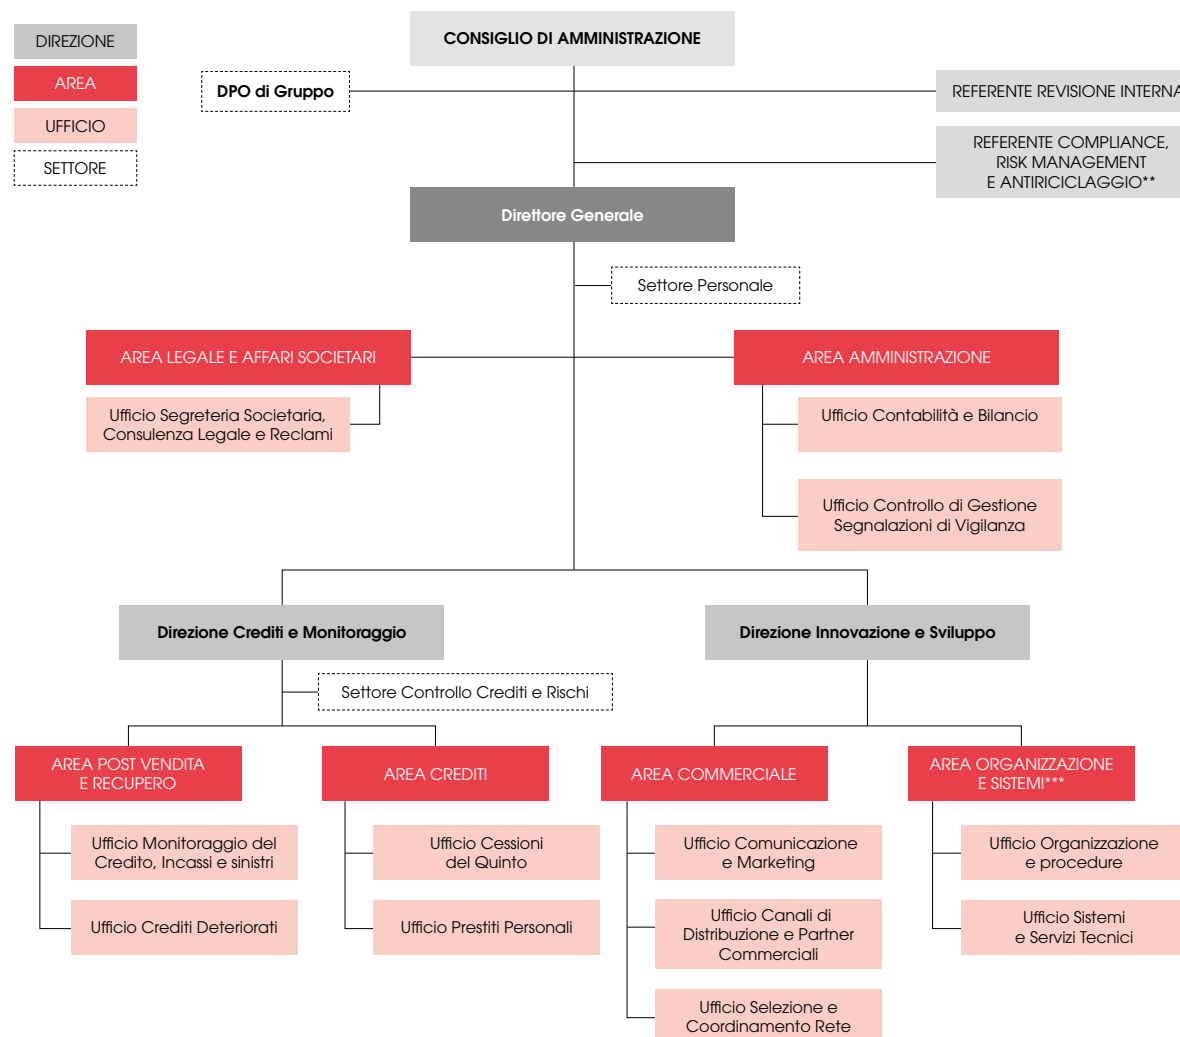 DIREZIONE
AREA
UFFICIO
SETTORE
CONSIGLIO DI AMMINISTRAZIONE
DPO di Gruppo
REFERENTE REVISIONE INTERNA
REFERENTE COMPLIANCE,
RISK MANAGEMENT
E ANTIRICICLAGGIO**
Direttore Generale
Settore Personale
AREA LEGALE E AFFARI SOCIETARI
Ufficio Segreteria Societaria,
Consulenza Legale e Reclami
AREA AMMINISTRAZIONE
Ufficio Contabilità e Bilancio
Ufficio Controllo di Gestione
Segnalazioni di Vigilanza
Direzione Crediti e Monitoraggio
Settore Controllo Crediti e Rischi
Direzione Innovazione e Sviluppo
AREA POST VENDITA
E RECUPERO
Ufficio Monitoraggio del
Credito, Incassi e sinistri
Ufficio Crediti Deteriorati
AREA CREDITI
Ufficio Cessioni
del Quinto
Ufficio Prestiti Personali
AREA COMMERCIALE
Ufficio Comunicazione
e Marketing
Ufficio Canali di
Distribuzione e Partner
Commerciali
Ufficio Selezione e
Coordinamento Rete
AREA ORGANIZZAZIONE
E SISTEMI***
Ufficio Organizzazione
e procedure
Ufficio Sistemi
e Servizi Tecnici